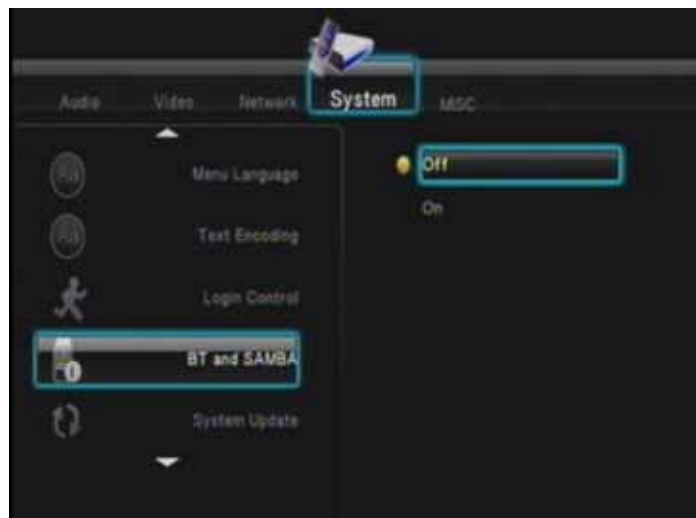 Audio Video Network System MISC
Menu Language
Text Encoding
Login Control
BT and SAMBA
System Update
Off
On